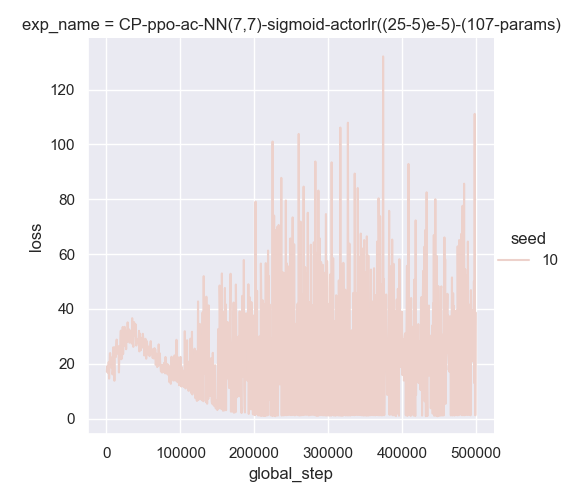 exp_name = CP-ppo-ac-NN(7,7)-sigmoid-actorlr((25-5)e-5)-(107-params)
120
100
80
60
40
20
0
loss
0 100000 200000 300000 400000 500000
global_step
seed
10